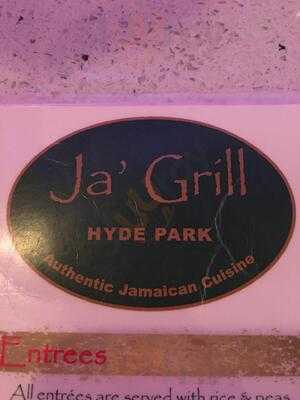 Ja' Grill
HYDE PARK
Authentic Jamaican Cuisine
Entrees
All entrées are served with rice & peas